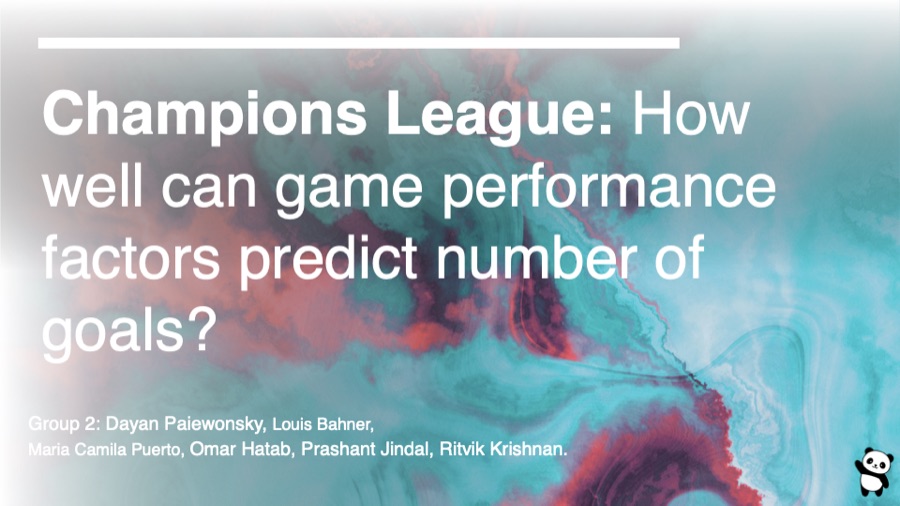 Champions League: How
well can game performance
factors predict number of
goals?
Group 2: Dayan Paiewonsky, Louis Bahner,
Maria Camila Puerto, Omar Hatab, Prashant Jindal, Ritvik Krishnan.